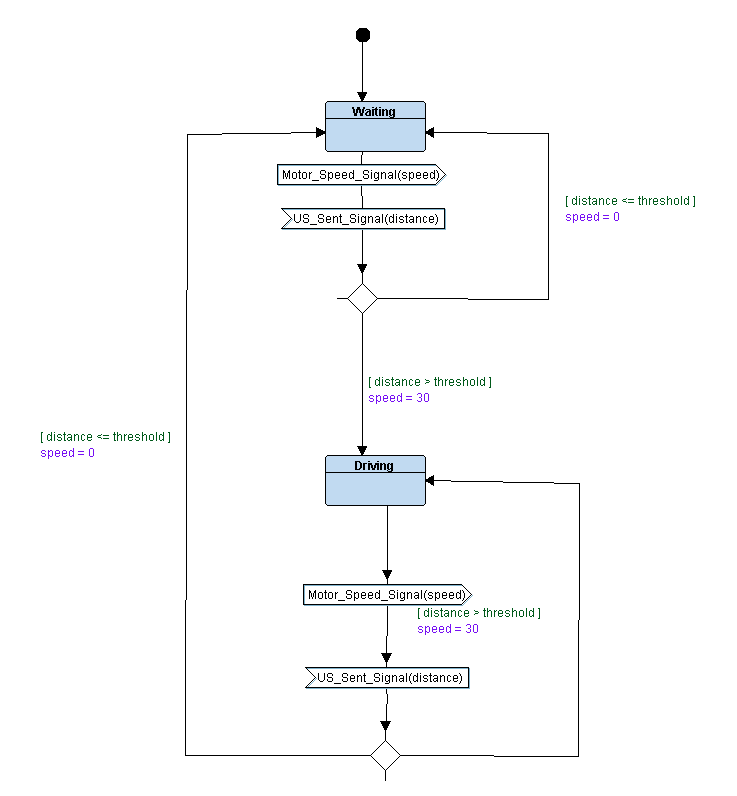 Waiting
Motor_Speed_Signal(speed)
[ distance <= threshold ]
speed = 0
US_Sent_Signal(distance)
[ distance > threshold ]
speed = 30
[ distance <= threshold ]
speed = 0
Driving
Motor_Speed_Signal(speed)
[ distance > threshold ]
speed = 30
US_Sent_Signal(distance)